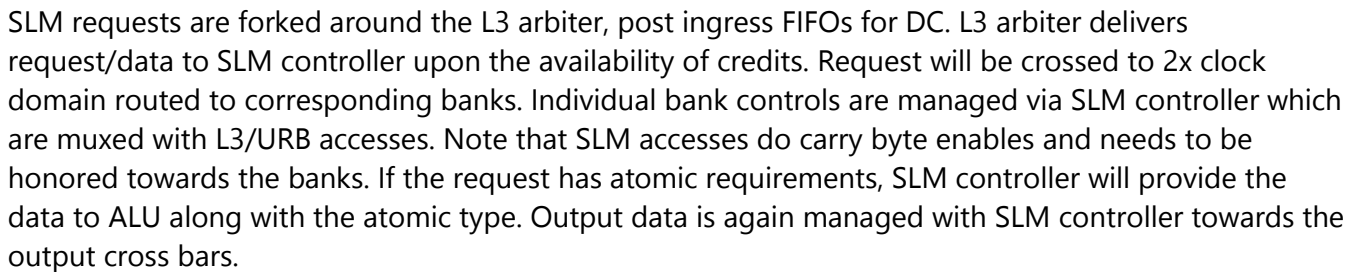 SLM requests are forked around the L3 arbiter, post ingress FIFOs for DC. L3 arbiter delivers
request/data to SLM controller upon the availability of credits. Request will be crossed to 2x clock
domain routed to corresponding banks. Individual bank controls are managed via SLM controller which
are muxed with L3/URB accesses. Note that SLM accesses do carry byte enables and needs to be
honored towards the banks. If the request has atomic requirements, SLM controller will provide the
data to ALU along with the atomic type. Output data is again managed with SLM controller towards the
output cross bars.